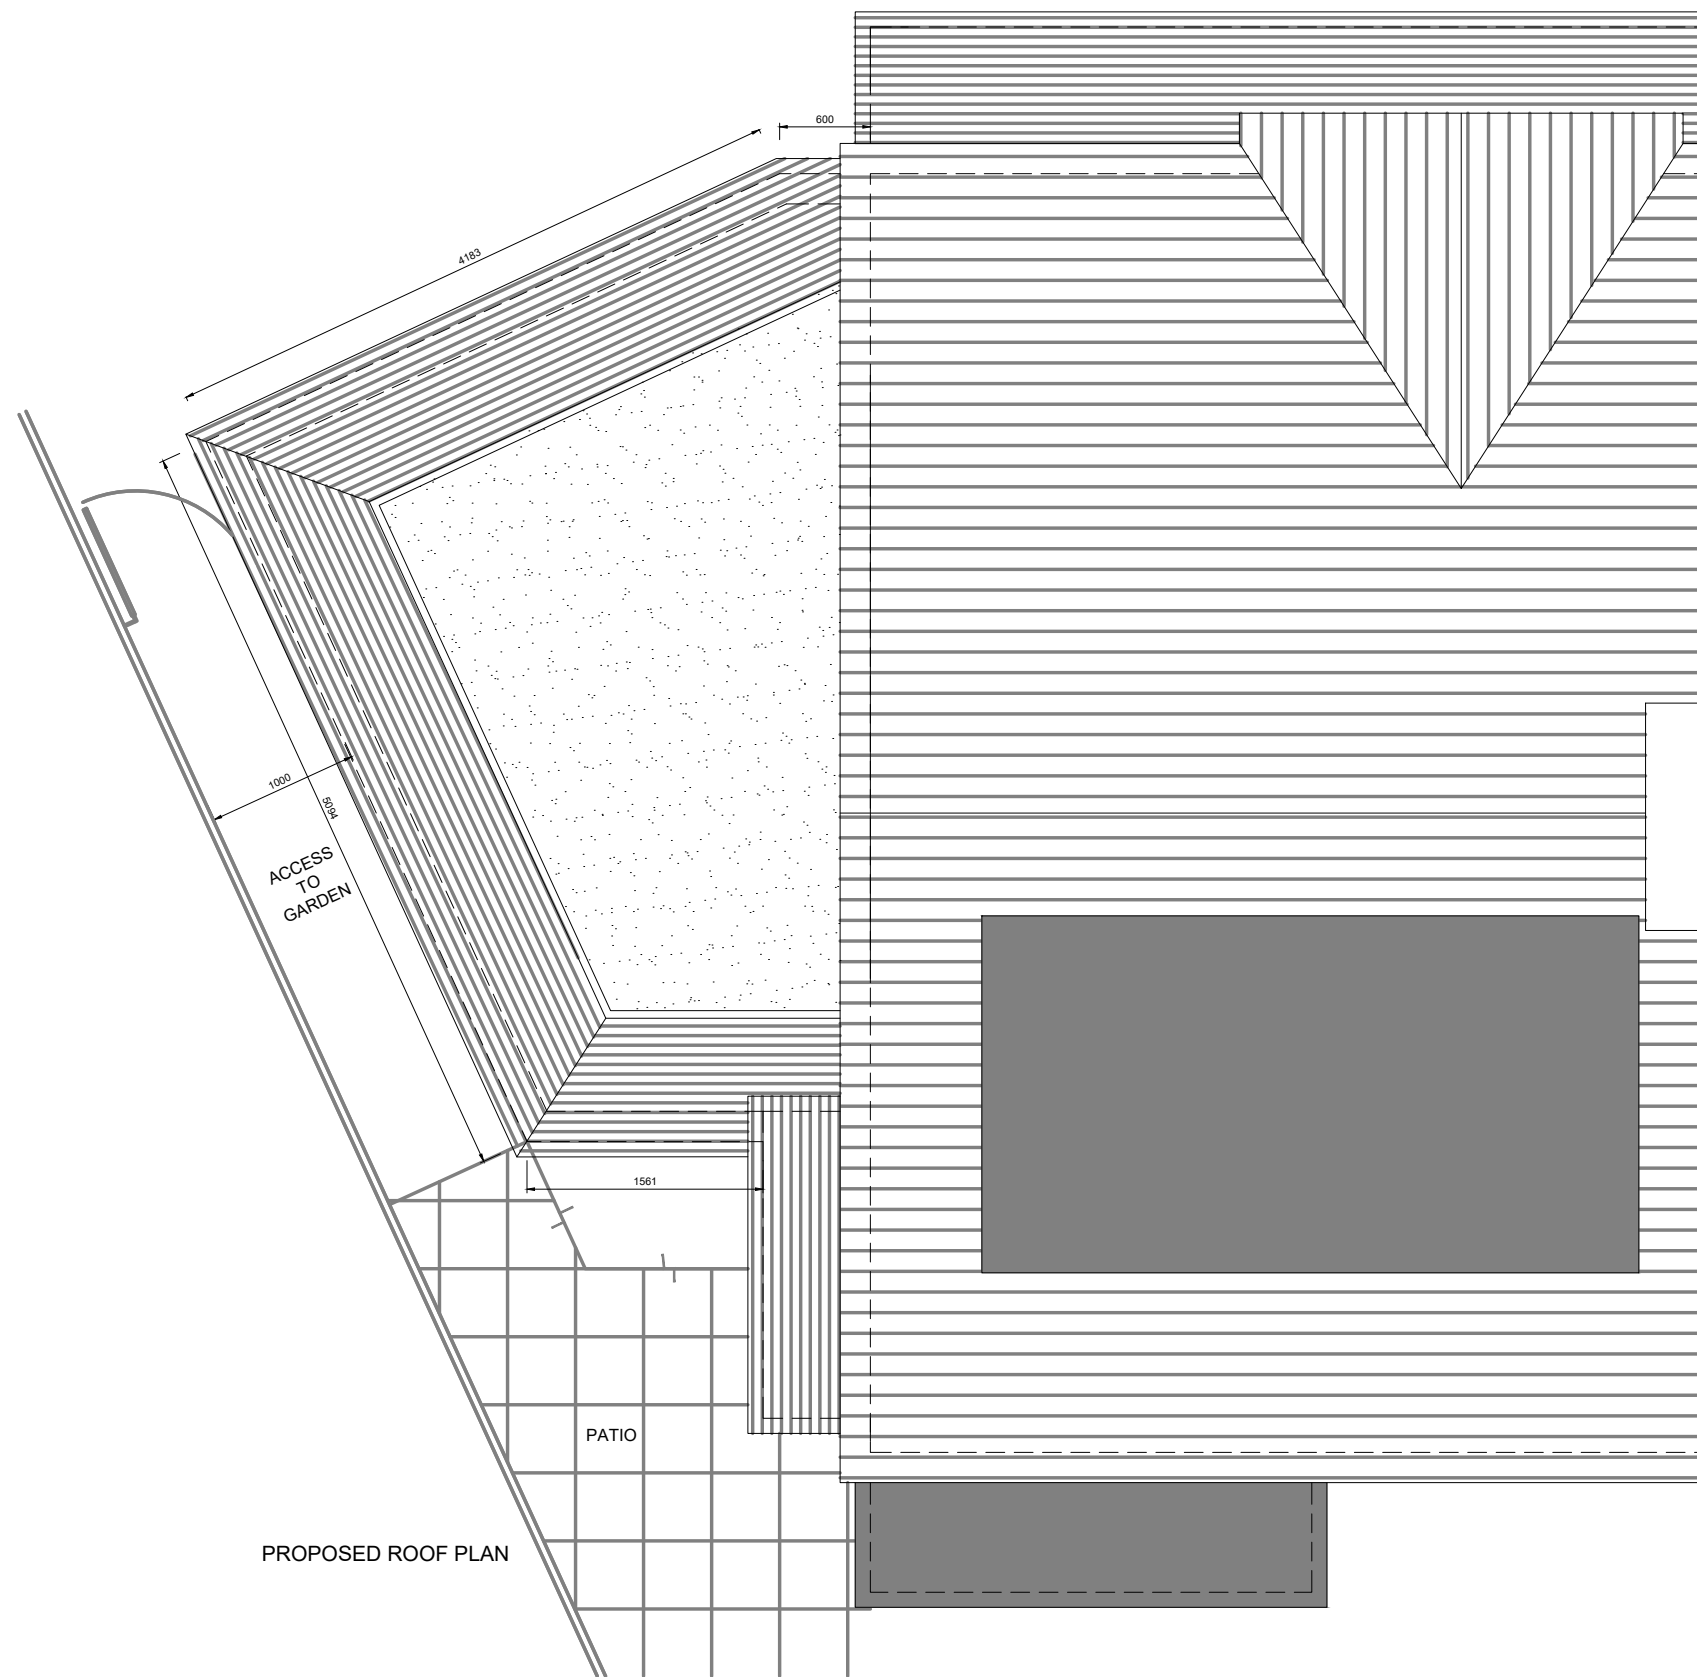 600
4183
1000
5094
ACCESS
TO
GARDEN
1561
PATIO
PROPOSED ROOF PLAN